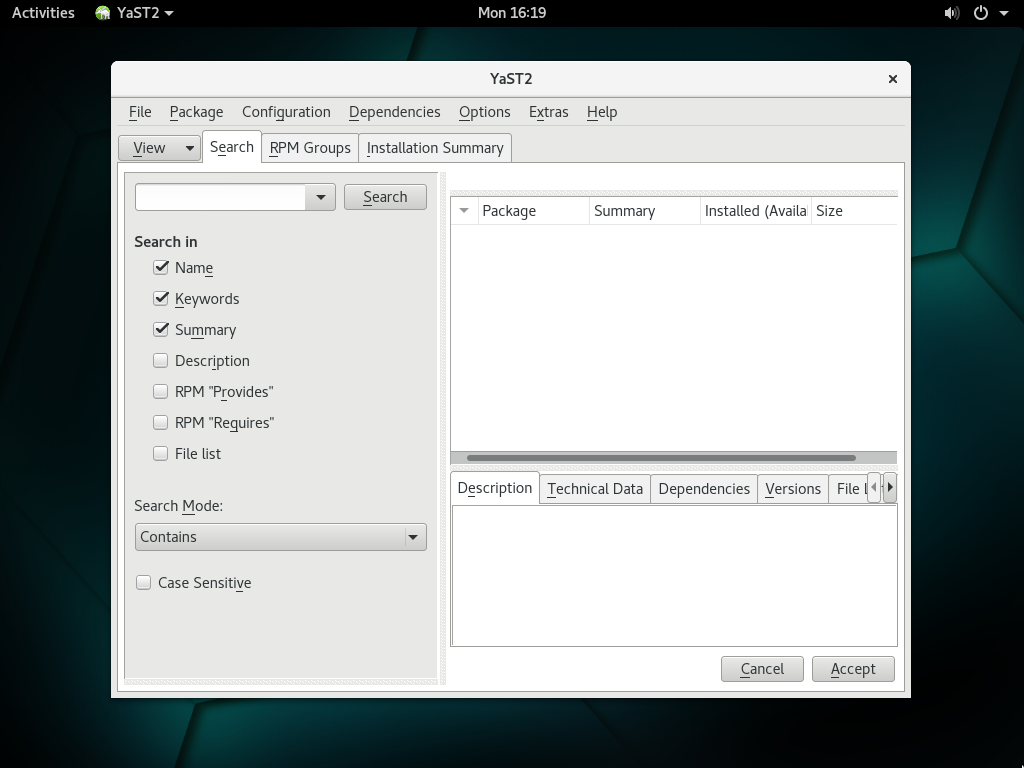 Activities YaST2 Mon 16:19
YaST2
File Package Configuration Dependencies Options Extras Help
View Search RPM Groups Installation Summary
Search
Search in
Name
Keywords
Summary
Description
RPM "Provides"
RPM "Requires"
File list
Search Mode:
Contains
Case Sensitive
Package Summary Installed (Availa Size
Description Technical Data Dependencies Versions File
Cancel Accept